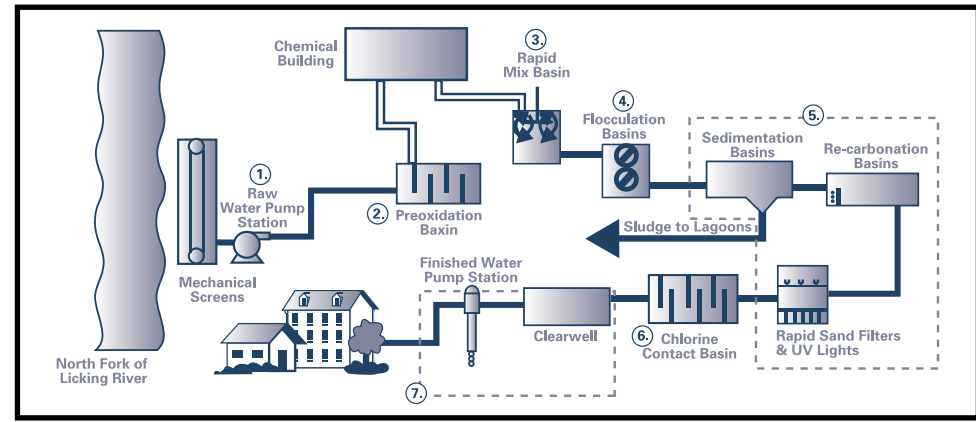 Chemical
Building
3.
Rapid
Mix Basin
4.
Flocculation
Basins
5.
Sedimentation
Basins
Re-carbonation
Basins
1.
Raw
Water Pump
Station
2.
Preoxidation
Baxin
Sludge to Lagoons
Mechanical
Screens
Finished Water
Pump Station
Clearwell
6.
Chlorine
Contact Basin
Rapid Sand Filters
& UV Lights
North Fork of
Licking River
7.